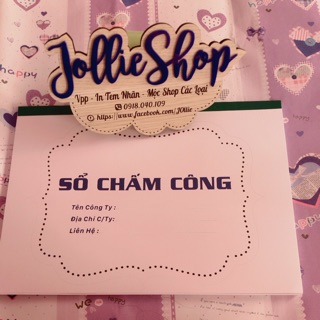 JollieShop
Vpp - In Tem Nhãn - Mộc Shop Các Loại
0918.040.109
https://www.facebook.com/JOllie
SỔ CHẤM CÔNG
Tên Công Ty :
Địa Chỉ C/Ty:
Liên Hệ :
happy